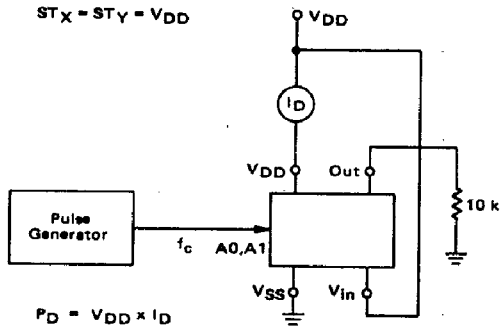 STX = STY = VDD
VDD
ID
VDD
Out
10 k
Pulse
Generator
fc
A0,A1
VSS
Vin
PD = VDD x ID